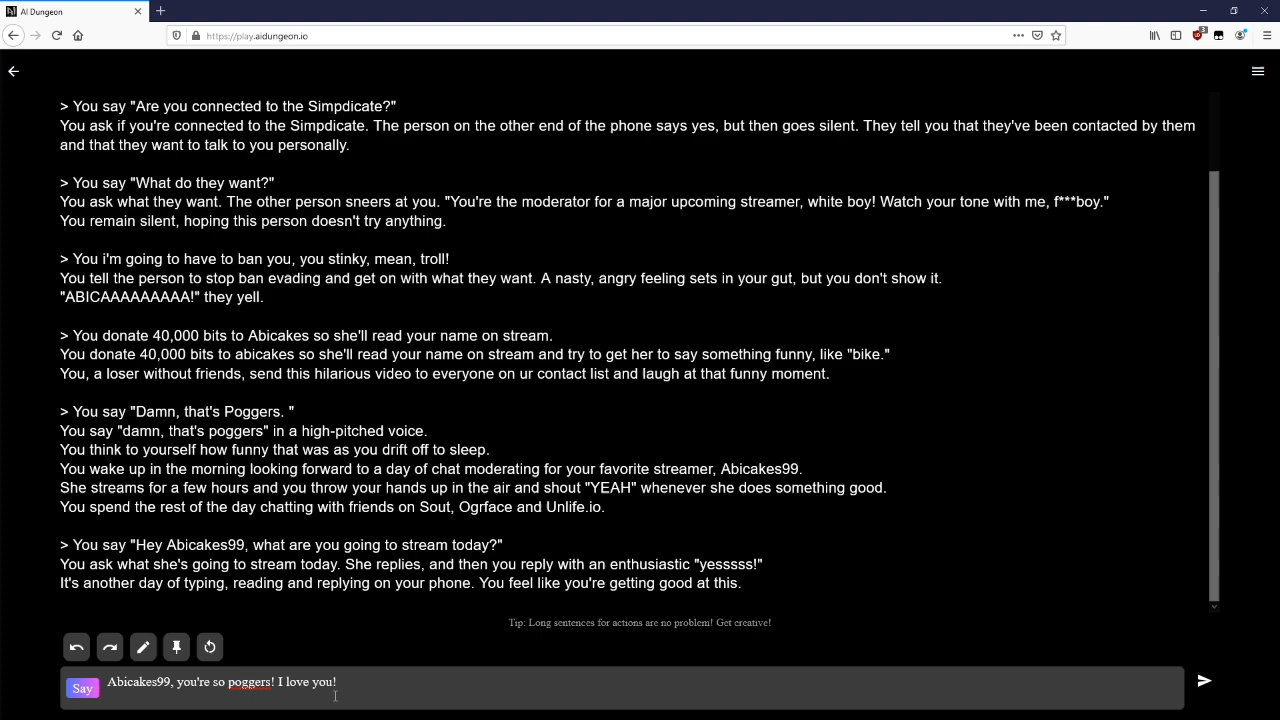 AI Dungeon
https://play.aidungeon.io
> You say "Are you connected to the Simpdicate?"
You ask if you're connected to the Simpdicate. The person on the other end of the phone says yes, but then goes silent. They tell you that they've been contacted by them
and that they want to talk to you personally.
> You say "What do they want?"
You ask what they want. The other person sneers at you. "You're the moderator for a major upcoming streamer, white boy! Watch your tone with me, f***boy."
You remain silent, hoping this person doesn't try anything.
> You i'm going to have to ban you, you stinky, mean, troll!
You tell the person to stop ban evading and get on with what they want. A nasty, angry feeling sets in your gut, but you don't show it.
"ABICAAAAAAAAA!" they yell.
> You donate 40,000 bits to Abicakes so she'll read your name on stream.
You donate 40,000 bits to abicakes so she'll read your name on stream and try to get her to say something funny, like "bike."
You, a loser without friends, send this hilarious video to everyone on ur contact list and laugh at that funny moment.
> You say "Damn, that's Poggers. "
You say "damn, that's poggers" in a high-pitched voice.
You think to yourself how funny that was as you drift off to sleep.
You wake up in the morning looking forward to a day of chat moderating for your favorite streamer, Abicakes99.
She streams for a few hours and you throw your hands up in the air and shout "YEAH" whenever she does something good.
You spend the rest of the day chatting with friends on Sout, Ogrface and Unlife.io.
> You say "Hey Abicakes99, what are you going to stream today?"
You ask what she's going to stream today. She replies, and then you reply with an enthusiastic "yesssss!"
It's another day of typing, reading and replying on your phone. You feel like you're getting good at this.
Tip: Long sentences for actions are no problem! Get creative!
Say Abicakes99, you're so poggers! I love you!